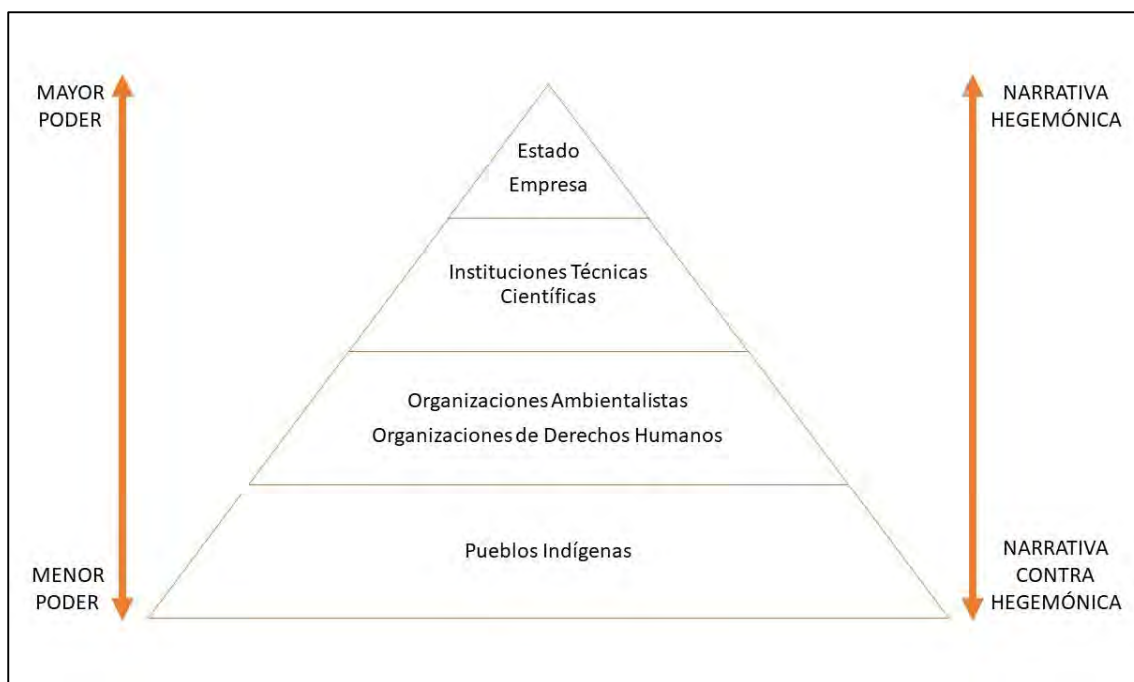 MAYOR
PODER
NARRATIVA
HEGEMÓNICA
Estado
Empresa
Instituciones Técnicas
Científicas
Organizaciones Ambientalistas
Organizaciones de Derechos Humanos
Pueblos Indígenas
MENOR
PODER
NARRATIVA
CONTRA
HEGEMÓNICA